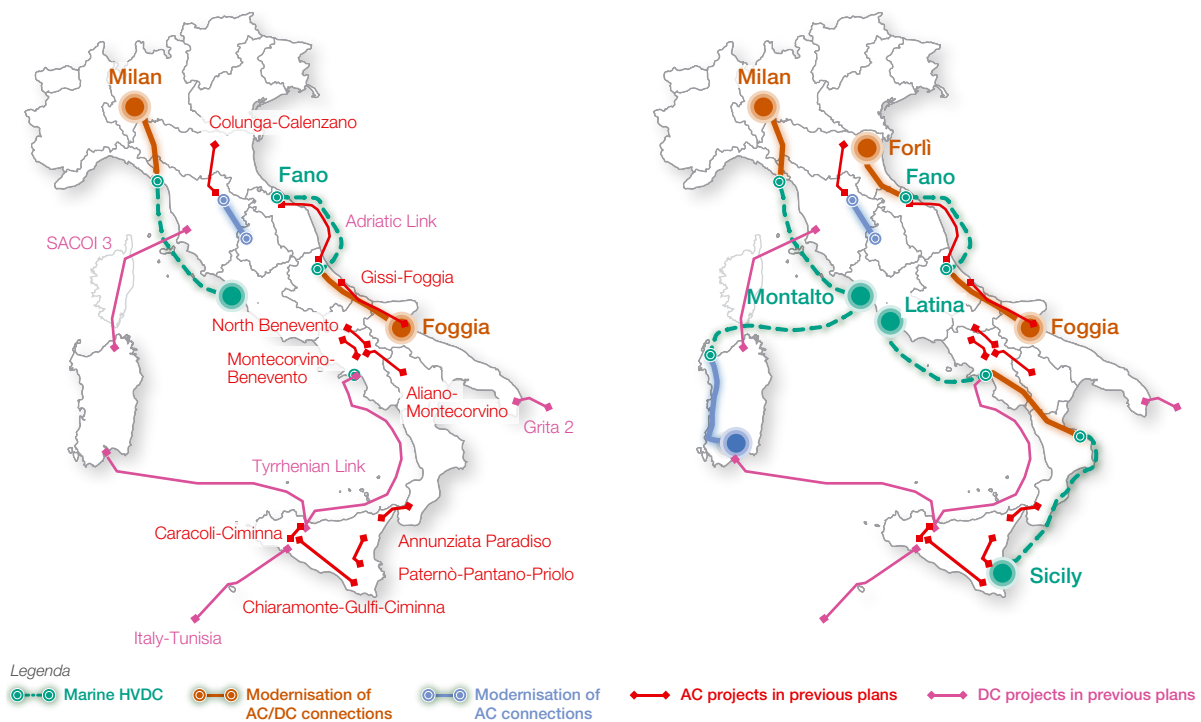 Milan
Colunga-Calenzano
Fano
Adriatic Link
SACOI 3
Gissi-Foggia
North Benevento
Foggia
Montecorvino-
Benevento
Aliano-
Montecorvino
Grita 2
Tyrrhenian Link
Caracoli-Ciminna
Annunziata Paradiso
Paternò-Pantano-Priolo
Chiaramonte-Gulfi-Ciminna
Italy-Tunisia
Milan
Forlì
Fano
Montalto
Latina
Foggia
Sicily
Legenda
Marine HVDC
Modernisation of
AC/DC connections
Modernisation of
AC connections
AC projects in previous plans
DC projects in previous plans